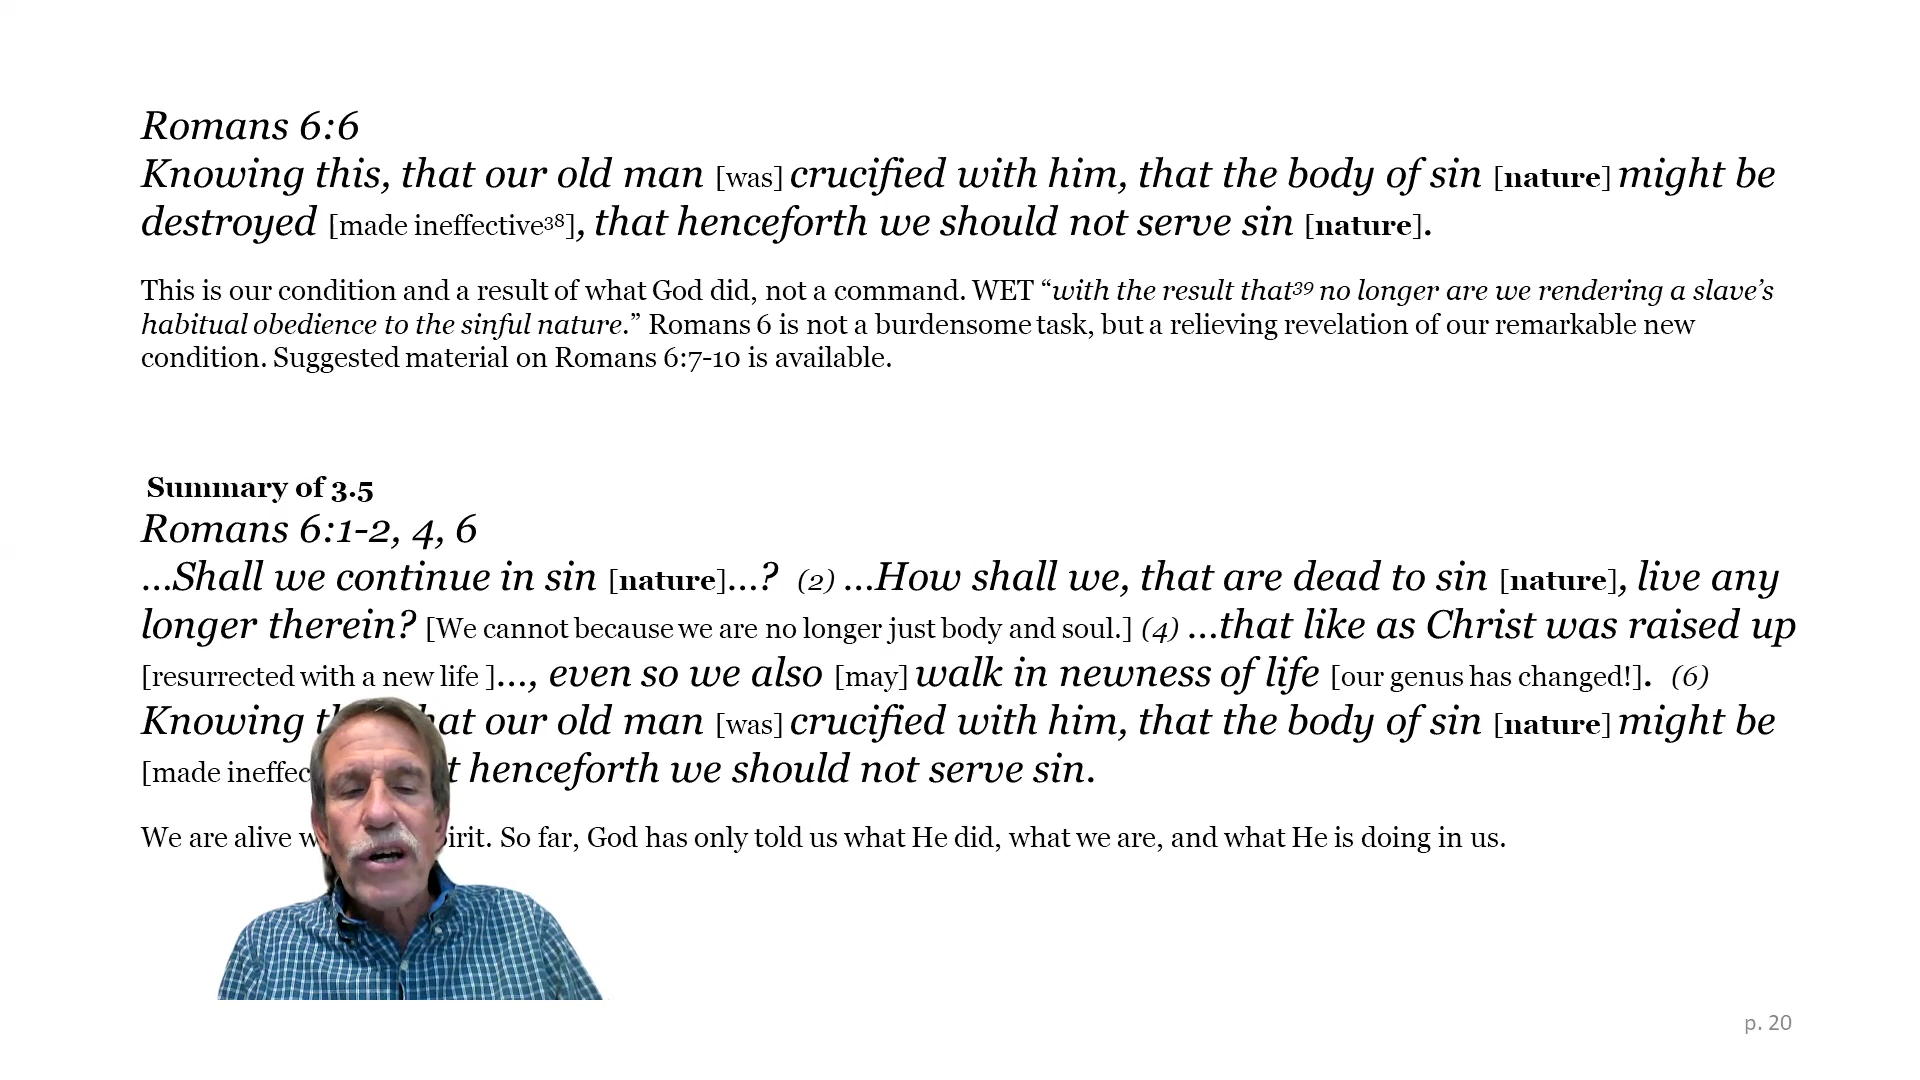 Romans 6:6
Knowing this, that our old man [was] crucified with him, that the body of sin [nature] might be
destroyed [made ineffective³⁸], that henceforth we should not serve sin [nature].
This is our condition and a result of what God did, not a command. WET “with the result that³⁹ no longer are we rendering a slave’s
habitual obedience to the sinful nature.” Romans 6 is not a burdensome task, but a relieving revelation of our remarkable new
condition. Suggested material on Romans 6:7-10 is available.
Summary of 3.5
Romans 6:1-2, 4, 6
…Shall we continue in sin [nature]…? (2) …How shall we, that are dead to sin [nature], live any
longer therein? [We cannot because we are no longer just body and soul.] (4) …that like as Christ was raised up
[resurrected with a new life ]…, even so we also [may] walk in newness of life [our genus has changed!]. (6)
Knowing that our old man [was] crucified with him, that the body of sin [nature] might be
[made henceforth we should not serve sin.
We are alive So far, God has only told us what He did, what we are, and what He is doing in us.
p. 20